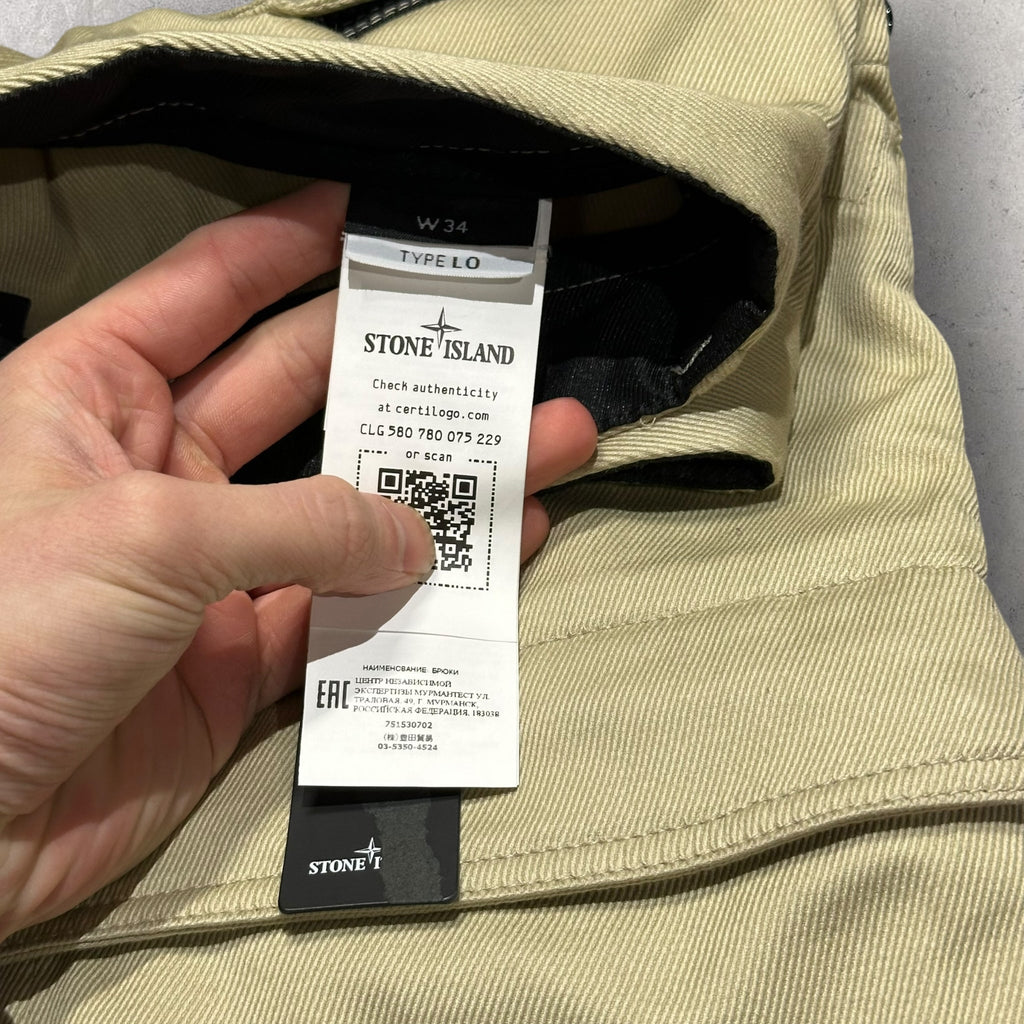 W 34
TYPE LO
STONE ISLAND
Check authenticity
at certilogo.com
CLG 580 780 075 229
or scan
НАИМЕНОВАНИЕ: БРЮКИ
EAC
ЦЕНТР НЕЗАВИСИМОЙ
ЭКСПЕРТИЗЫ МУРМАНТЕСТ УЛ.
ТРАЛОВАЯ, 49, Г. МУРМАНСК,
РОССИЙСКАЯ ФЕДЕРАЦИЯ, 183038
751530702
(株)豊田貿易
03-5350-4524
STONE I